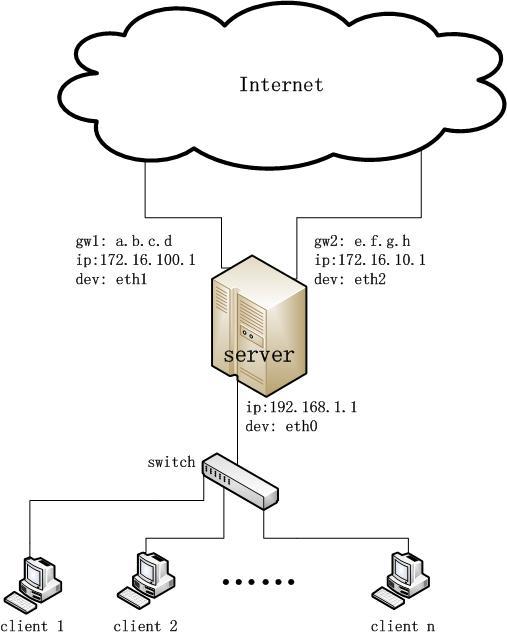 Internet
gw1: a.b.c.d
ip:172.16.100.1
dev: eth1
gw2: e.f.g.h
ip:172.16.10.1
dev: eth2
server
ip:192.168.1.1
dev: eth0
switch
client 1
client 2
client n